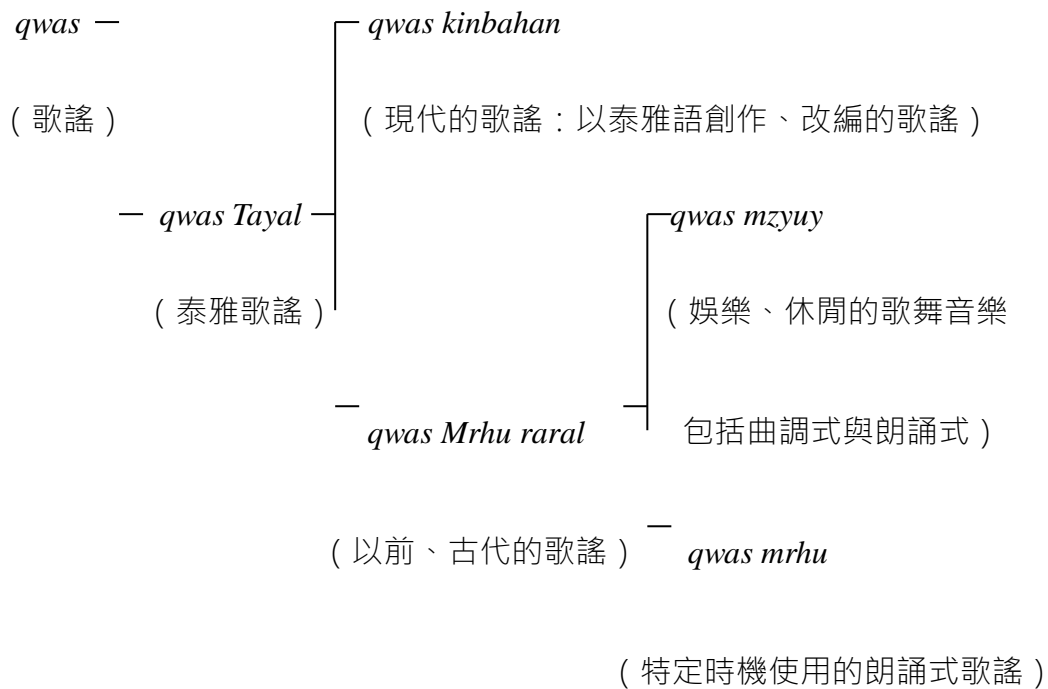 qwas
qwas kinbahan
（歌謠）
（現代的歌謠：以泰雅語創作、改編的歌謠）
qwas Tayal
qwas mzyuy
（泰雅歌謠）
（娛樂、休閒的歌舞音樂
qwas Mrhu raral
包括曲調式與朗誦式）
（以前、古代的歌謠）
qwas mrhu
（特定時機使用的朗誦式歌謠）